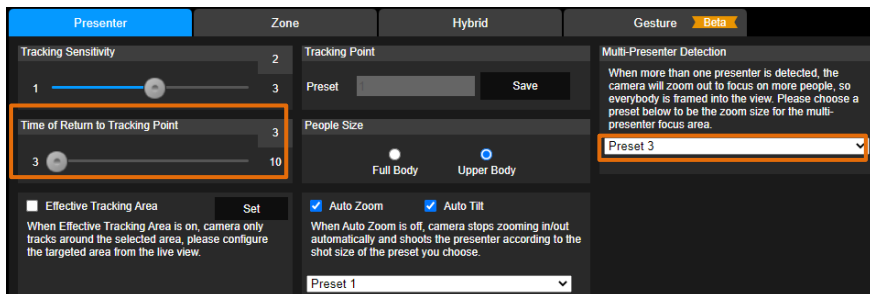 Presenter
Zone
Hybrid
Gesture
Beta
Tracking Sensitivity
2
1
3
Time of Return to Tracking Point
3
3
10
Effective Tracking Area
Set
When Effective Tracking Area is on, camera only
tracks around the selected area, please configure
the targeted area from the live view.
Tracking Point
Preset
1
Save
People Size
Full Body
Upper Body
Auto Zoom
Auto Tilt
When Auto Zoom is off, camera stops zooming in/out
automatically and shoots the presenter according to the
shot size of the preset you choose.
Preset 1
Multi-Presenter Detection
When more than one presenter is detected, the
camera will zoom out to focus on more people, so
everybody is framed into the view. Please choose a
preset below to be the zoom size for the multi-
presenter focus area.
Preset 3